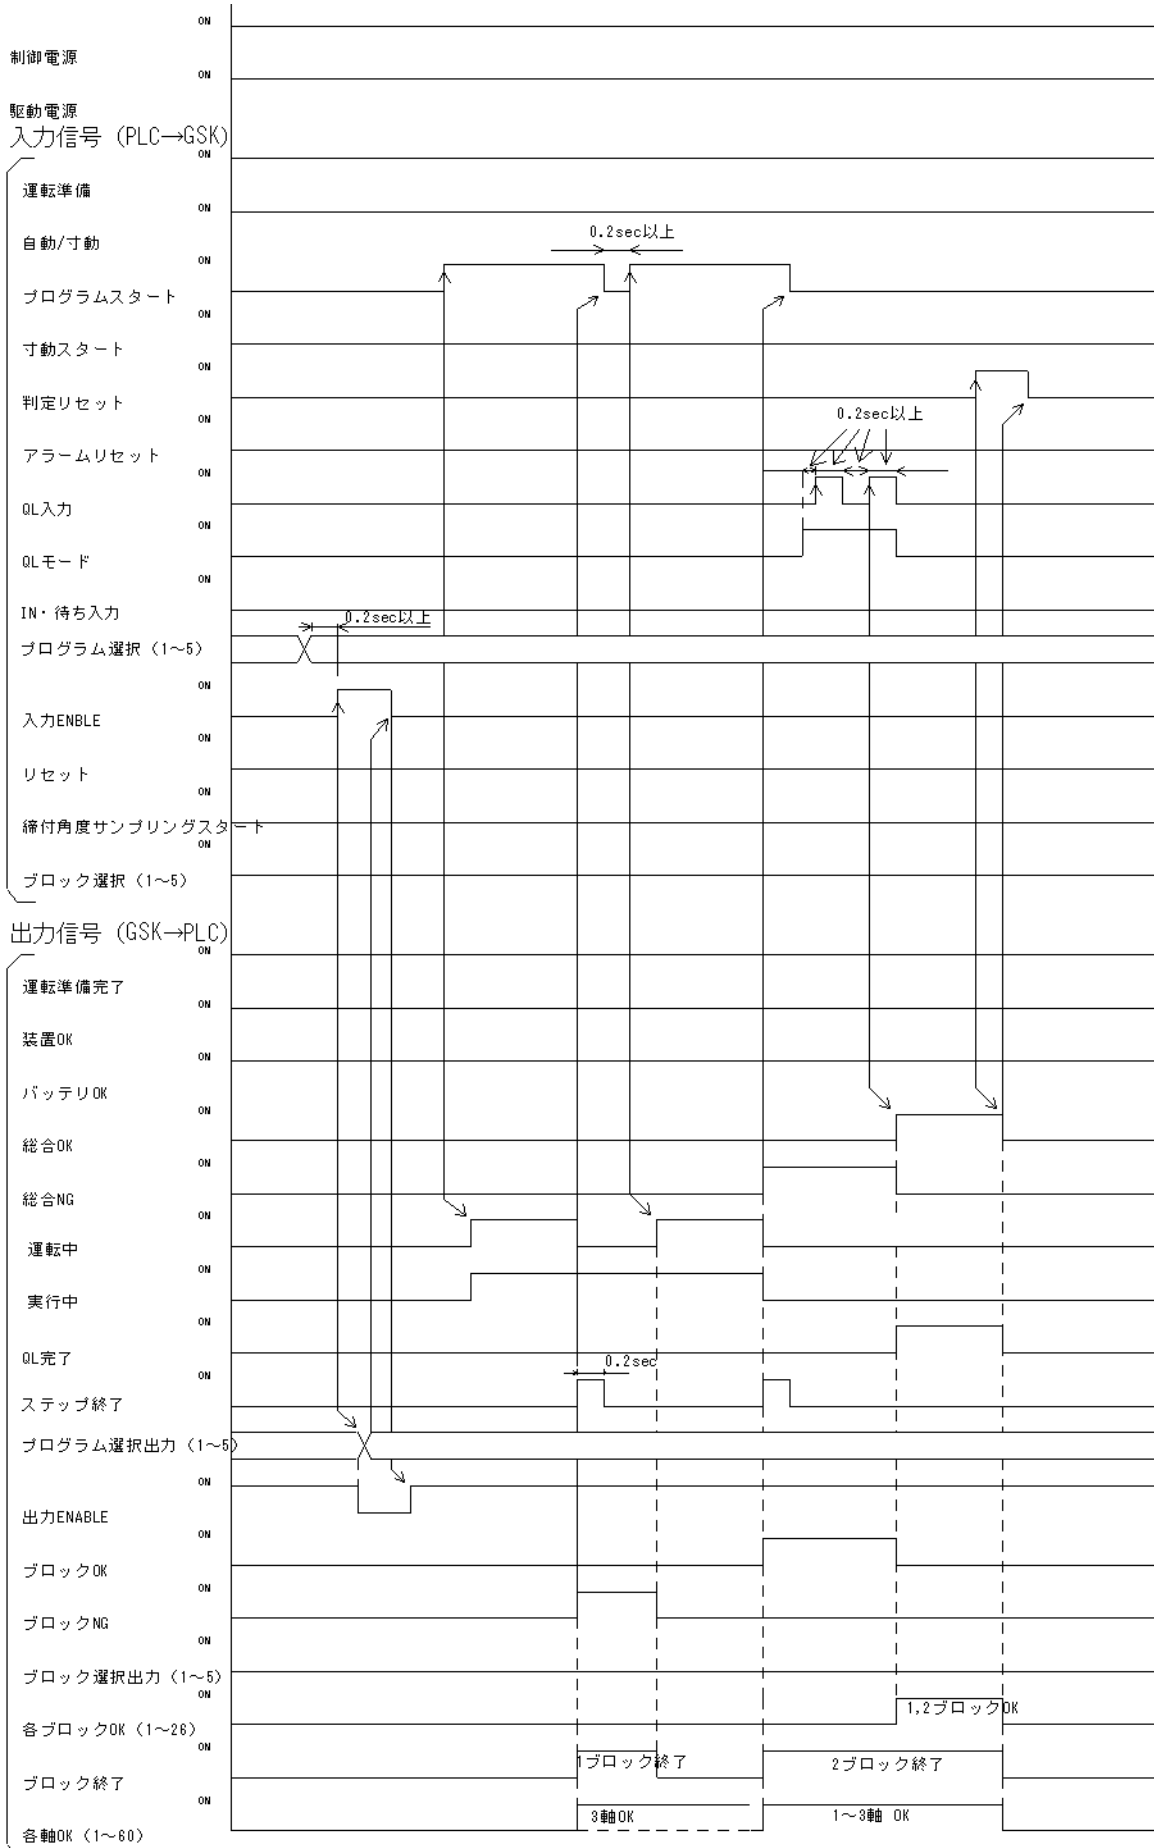 ON
制御電源
ON
駆動電源
入力信号（PLC→GSK）
ON
運転準備
ON
自動/寸動
0.2sec以上
ON
プログラムスタート
ON
寸動スタート
ON
判定リセット
0.2sec以上
ON
アラームリセット
ON
QL入力
ON
QLモード
ON
IN・待ち入力
0.2sec以上
プログラム選択（1～5）
ON
入力ENBLE
ON
リセット
ON
締付角度サンプリングスタート
ON
ブロック選択（1～5）
出力信号（GSK→PLC）
ON
運転準備完了
ON
装置OK
ON
バッテリOK
ON
総合OK
ON
総合NG
ON
運転中
ON
実行中
ON
QL完了
0.2sec
ON
ステップ終了
プログラム選択出力（1～5）
ON
出力ENABLE
ON
ブロックOK
ON
ブロックNG
ON
ブロック選択出力（1～5）
ON
1,2ブロックOK
各ブロックOK（1～26）
ON
1ブロック終了
2ブロック終了
ブロック終了
ON
3軸OK
1～3軸 OK
各軸OK（1～60）